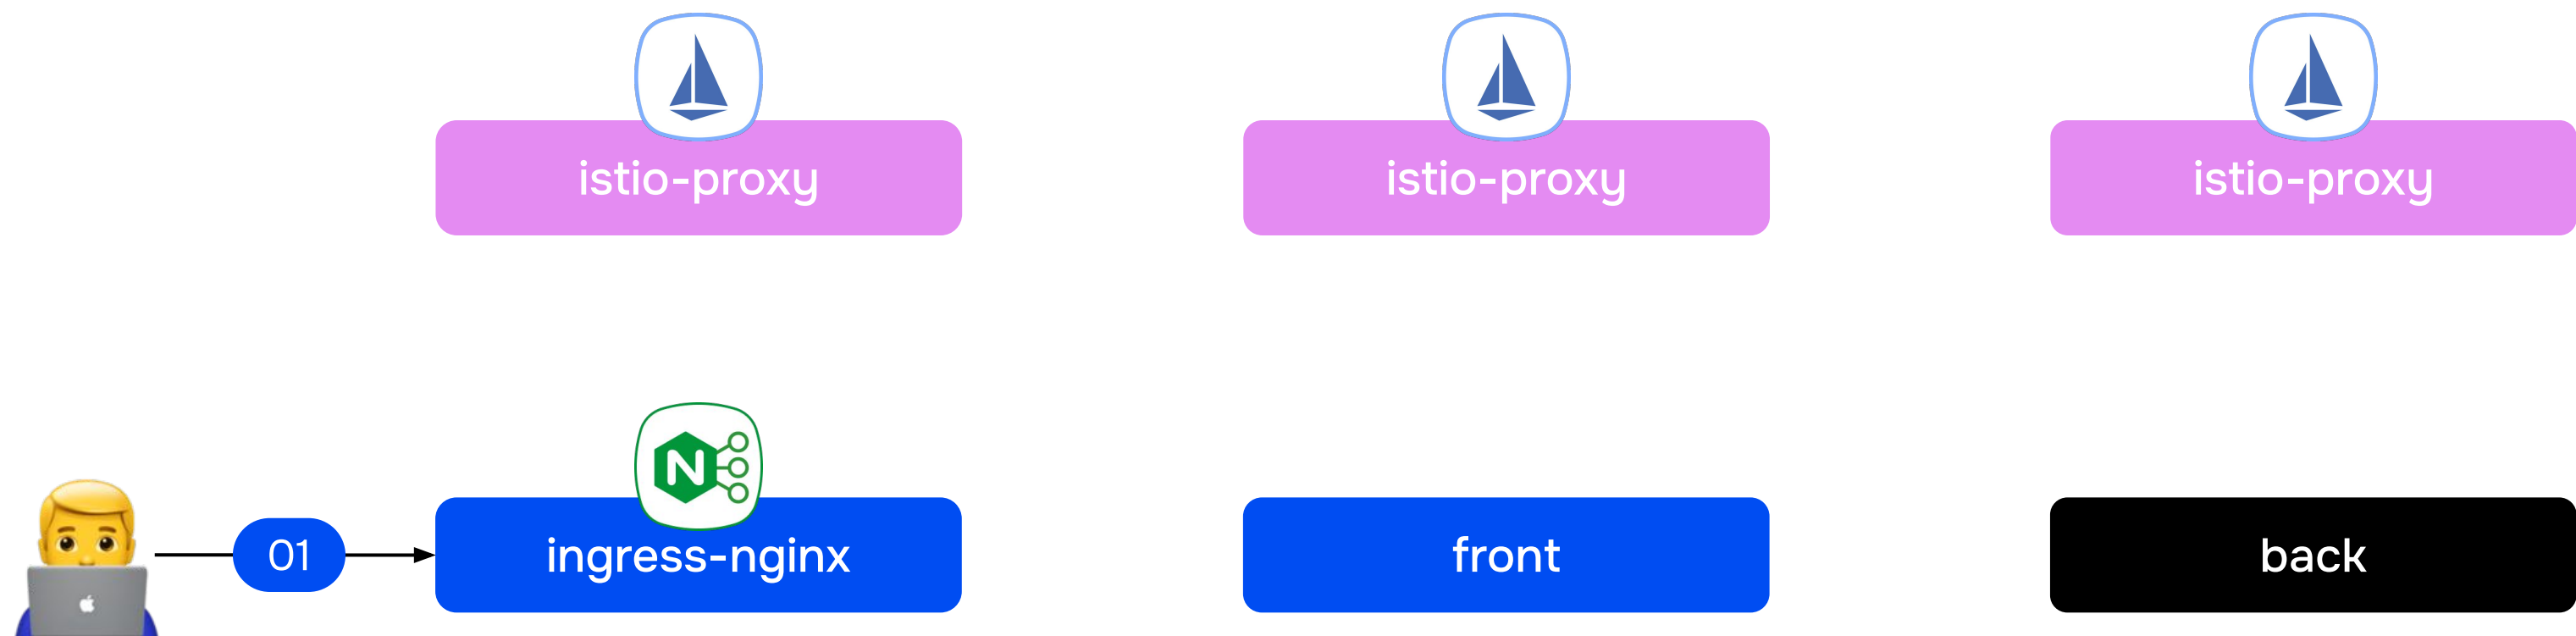 istio-proxy
istio-proxy
istio-proxy
01
ingress-nginx
front
back